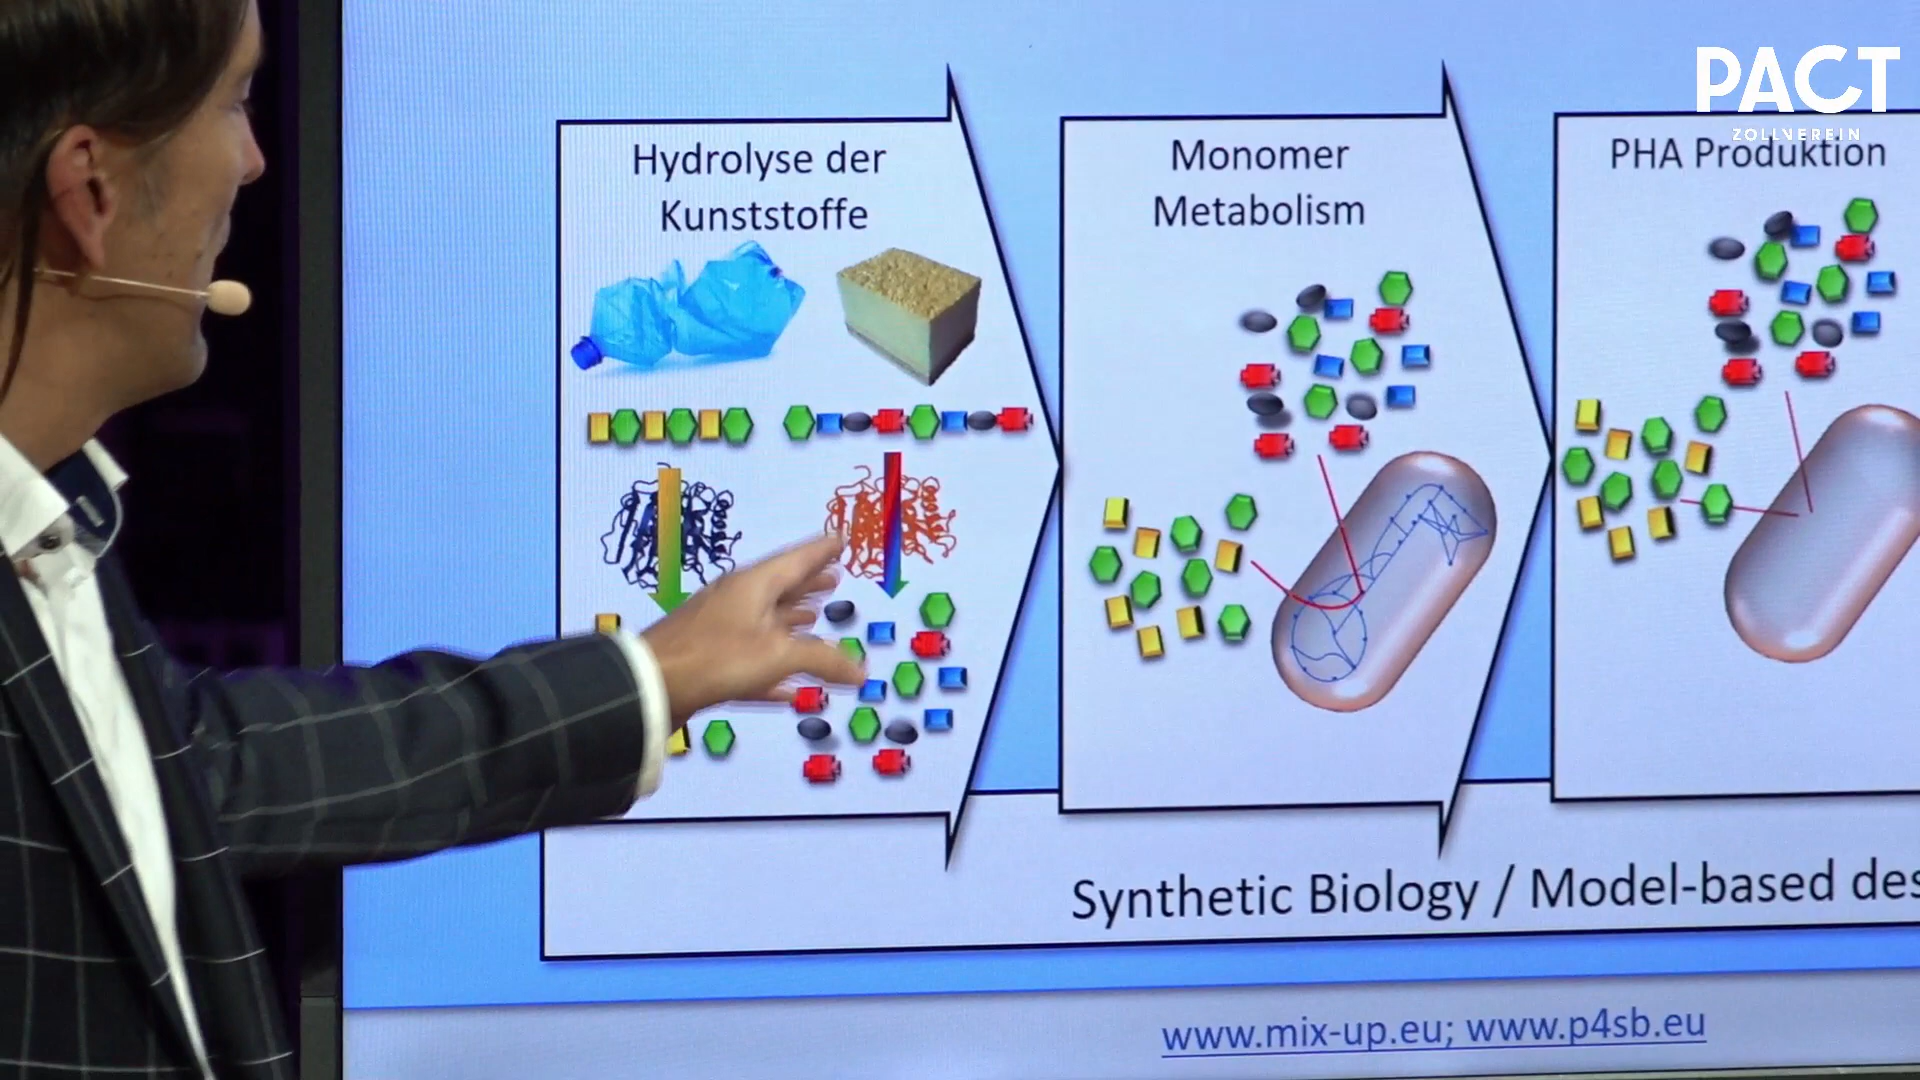 PACT
ZOLLVEREIN
Hydrolyse der
Kunststoffe
Monomer
Metabolism
PHA Produktion
Synthetic Biology / Model-based des
www.mix-up.eu; www.p4sb.eu